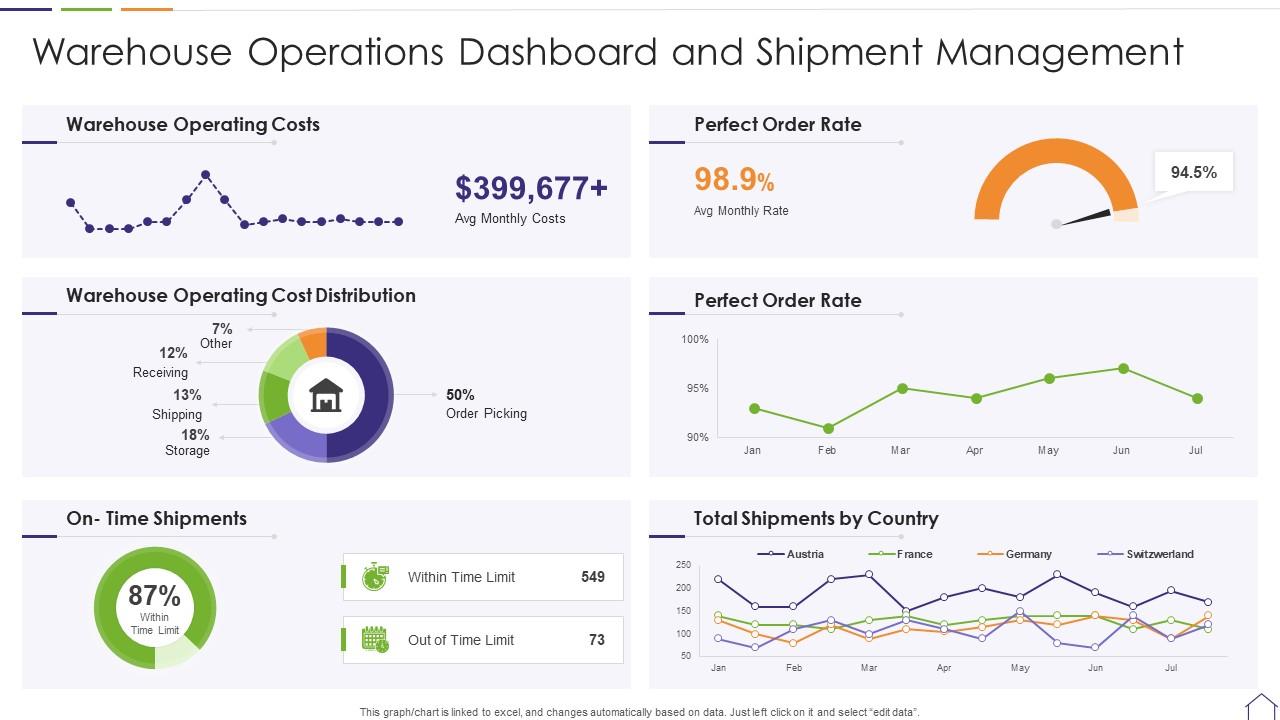 Warehouse Operations Dashboard and Shipment Management
Warehouse Operating Costs
$399,677+
Avg Monthly Costs
Perfect Order Rate
98.9%
Avg Monthly Rate
94.5%
Warehouse Operating Cost Distribution
7%
Other
12%
Receiving
13%
Shipping
18%
Storage
50%
Order Picking
Perfect Order Rate
100%
95%
90%
Jan Feb Mar Apr May Jun Jul
On- Time Shipments
87%
Within
Time Limit
Within Time Limit 549
Out of Time Limit 73
Total Shipments by Country
Austria France Germany Switzwerland
250
200
150
100
50
Jan Feb Mar Apr May Jun Jul
This graph/chart is linked to excel, and changes automatically based on data. Just left click on it and select “edit data”.